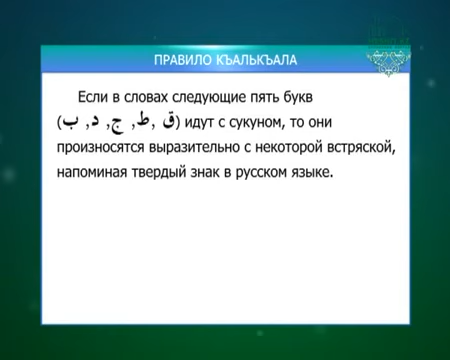 ПРАВИЛО КЪАЛЬКЪАЛА
Если в словах следующие пять букв
(ق ,ط, ج, د, ب) идут с сукуном, то они
произносятся выразительно с некоторой встряской,
напоминая твердый знак в русском языке.